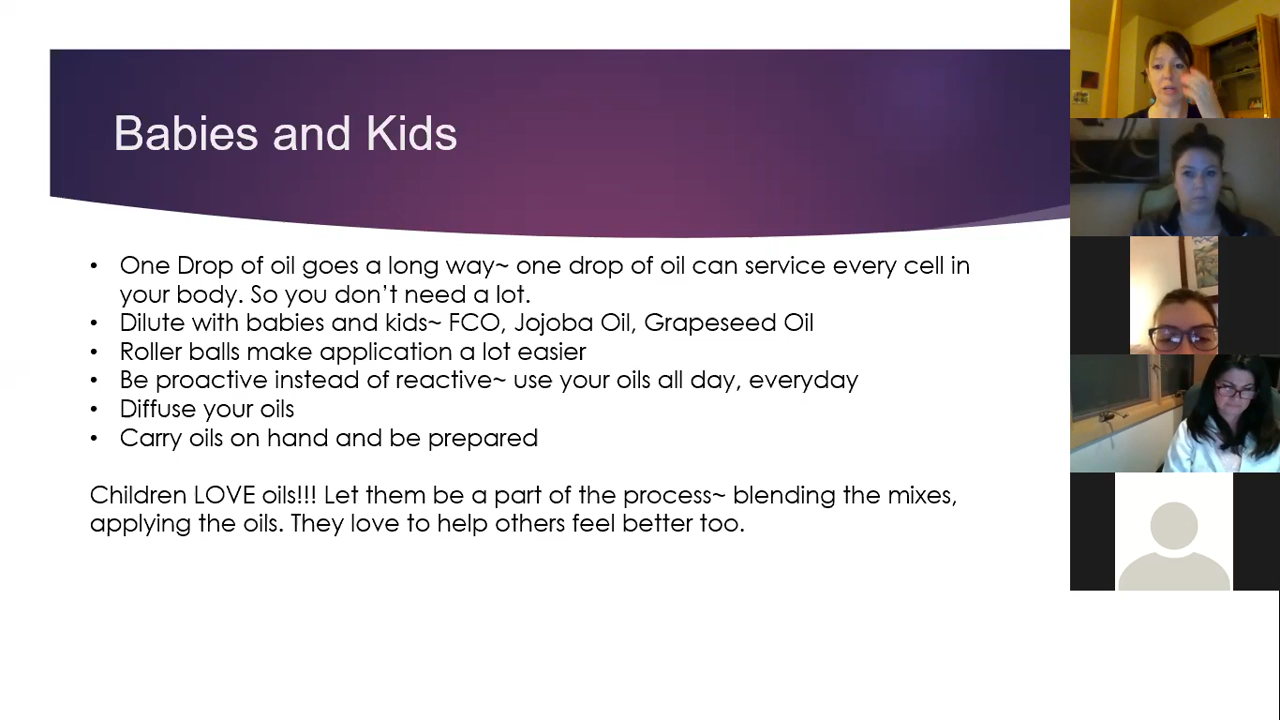 Babies and Kids
• One Drop of oil goes a long way~ one drop of oil can service every cell in
your body. So you don’t need a lot.
• Dilute with babies and kids~ FCO, Jojoba Oil, Grapeseed Oil
• Roller balls make application a lot easier
• Be proactive instead of reactive~ use your oils all day, everyday
• Diffuse your oils
• Carry oils on hand and be prepared
Children LOVE oils!!! Let them be a part of the process~ blending the mixes,
applying the oils. They love to help others feel better too.